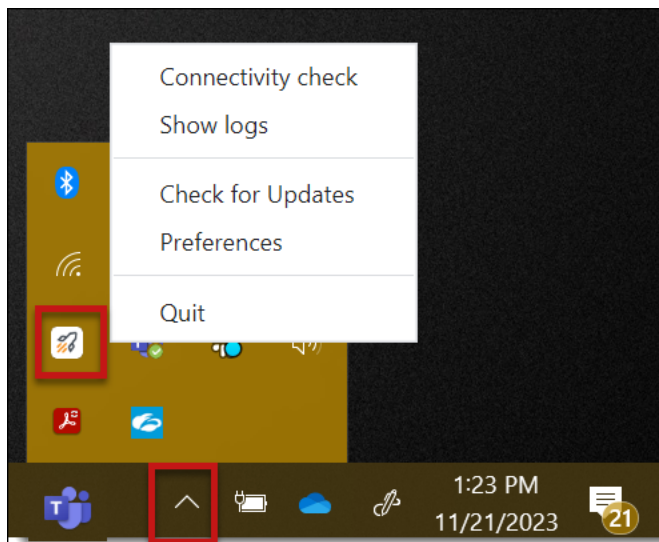 Connectivity check
Show logs
Check for Updates
Preferences
Quit
T
1:23 PM
11/21/2023
21